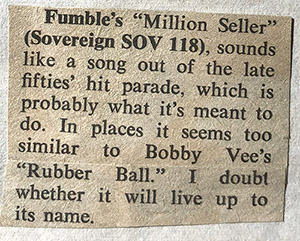 Fumble's "Million Seller"
(Sovereign SOV 118), sounds
like a song out of the late
fifties' hit parade, which is
probably what it's meant to
do. In places it seems too
similar to Bobby Vee's
"Rubber Ball." I doubt
whether it will live up to
its name.